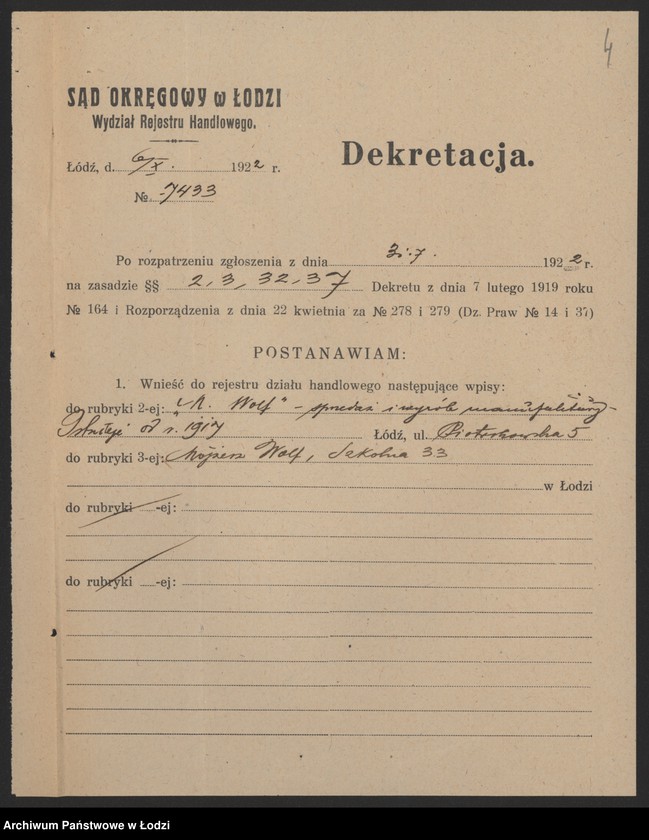 4
SĄD OKRĘGOWY w ŁODZI
Wydział Rejestru Handlowego.
Dekretacja.
Łódź, d. 6/X. 1922 r.
№ 7433
Po rozpatrzeniu zgłoszenia z dnia 1922 r.
na zasadzie §§ 2, 3, 32, 37 Dekretu z dnia 7 lutego 1919 roku
№ 164 i Rozporządzenia z dnia 22 kwietnia za № 278 i 279 (Dz. Praw № 14 i 37)
POSTANAWIAM:
1. Wnieść do rejestru działu handlowego następujące wpisy:
do rubryki 2-ej: „M. Wolf" – sprzedaż i wyrób manufaktury –
Istnieje od r. 1917 Łódź, ul. Piotrkowska 5
do rubryki 3-ej: Mojżesz Wolf, 33
w Łodzi
do rubryki -ej:
do rubryki -ej:
Archiwum Państwowe w Łodzi